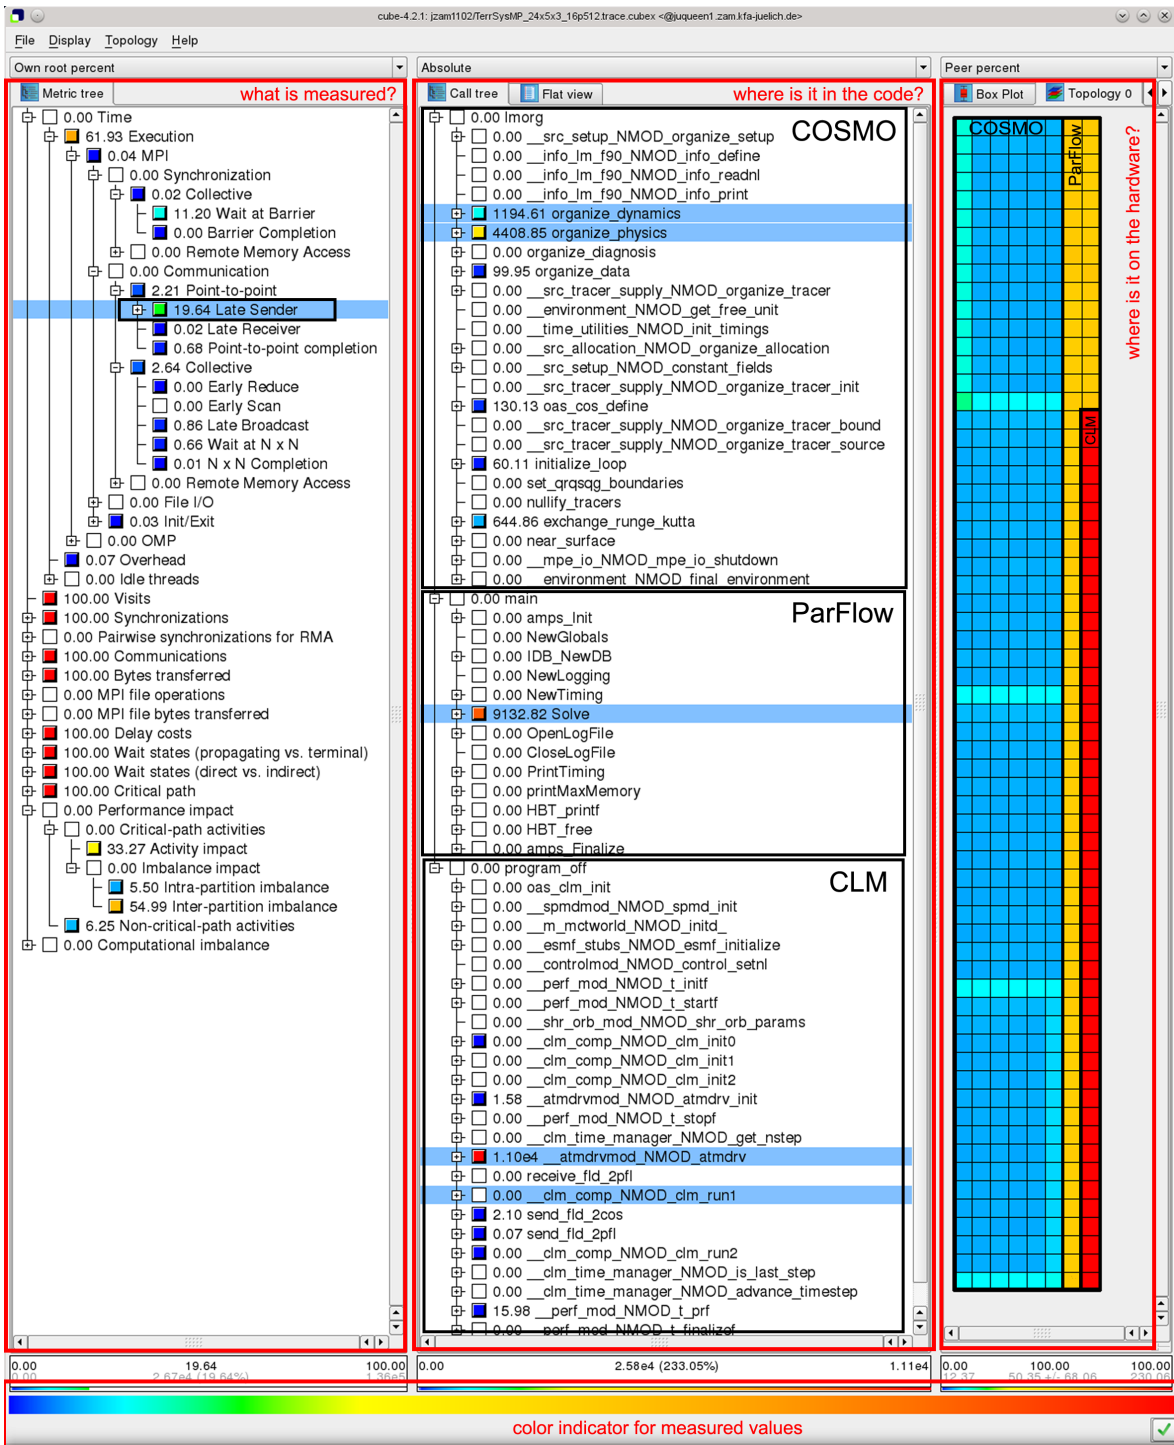 cube-4.2.1: jzam1102/TerrSysMP_24x5x3_16p512.trace.cubex <@juqueen1.zam.kfa-juelich.de>
File Display Topology Help
Own root percent
Absolute
Peer percent
Metric tree
what is measured?
0.00 Time
61.93 Execution
0.04 MPI
0.00 Synchronization
0.02 Collective
11.20 Wait at Barrier
0.00 Barrier Completion
0.00 Remote Memory Access
0.00 Communication
2.21 Point-to-point
19.64 Late Sender
0.02 Late Receiver
0.68 Point-to-point completion
2.64 Collective
0.00 Early Reduce
0.00 Early Scan
0.86 Late Broadcast
0.66 Wait at N x N
0.01 N x N Completion
0.00 Remote Memory Access
0.00 File I/O
0.03 Init/Exit
0.00 OMP
0.07 Overhead
0.00 Idle threads
100.00 Visits
100.00 Synchronizations
0.00 Pairwise synchronizations for RMA
100.00 Communications
100.00 Bytes transferred
0.00 MPI file operations
0.00 MPI file bytes transferred
100.00 Delay costs
100.00 Wait states (propagating vs. terminal)
100.00 Wait states (direct vs. indirect)
100.00 Critical path
0.00 Performance impact
0.00 Critical-path activities
33.27 Activity impact
0.00 Imbalance impact
5.50 Intra-partition imbalance
54.99 Inter-partition imbalance
6.25 Non-critical-path activities
0.00 Computational imbalance
Call tree
Flat view
where is it in the code?
COSMO
0.00 lmorg
0.00 __src_setup_NMOD_organize_setup
0.00 __info_lm_f90_NMOD_info_define
0.00 __info_lm_f90_NMOD_info_readnl
0.00 __info_lm_f90_NMOD_info_print
1194.61 organize_dynamics
4408.85 organize_physics
0.00 organize_diagnosis
99.95 organize_data
0.00 __src_tracer_supply_NMOD_organize_tracer
0.00 __environment_NMOD_get_free_unit
0.00 __time_utilities_NMOD_init_timings
0.00 __src_allocation_NMOD_organize_allocation
0.00 __src_setup_NMOD_constant_fields
0.00 __src_tracer_supply_NMOD_organize_tracer_init
130.13 oas_cos_define
0.00 __src_tracer_supply_NMOD_organize_tracer_bound
0.00 __src_tracer_supply_NMOD_organize_tracer_source
60.11 initialize_loop
0.00 set_qrqsqg_boundaries
0.00 nullify_tracers
644.86 exchange_runge_kutta
0.00 near_surface
0.00 __mpe_io_NMOD_mpe_io_shutdown
0.00 __environment_NMOD_final_environment
ParFlow
0.00 main
0.00 amps_Init
0.00 NewGlobals
0.00 IDB_NewDB
0.00 NewLogging
0.00 NewTiming
9132.82 Solve
0.00 OpenLogFile
0.00 CloseLogFile
0.00 PrintTiming
0.00 printMaxMemory
0.00 HBT_printf
0.00 HBT_free
0.00 amps_Finalize
CLM
0.00 program_off
0.00 oas_clm_init
0.00 __spmdmod_NMOD_spmd_init
0.00 __m_mctworld_NMOD_initd_
0.00 __esmf_stubs_NMOD_esmf_initialize
0.00 __controlmod_NMOD_control_setnl
0.00 __perf_mod_NMOD_t_initf
0.00 __perf_mod_NMOD_t_startf
0.00 __shr_orb_mod_NMOD_shr_orb_params
0.00 __clm_comp_NMOD_clm_init0
0.00 __clm_comp_NMOD_clm_init1
0.00 __clm_comp_NMOD_clm_init2
1.58 __atmdrvmod_NMOD_atmdrv_init
0.00 __perf_mod_NMOD_t_stopf
0.00 __clm_time_manager_NMOD_get_nstep
1.10e4 __atmdrvmod_NMOD_atmdrv
0.00 receive_fld_2pfl
0.00 __clm_comp_NMOD_clm_run1
2.10 send_fld_2cos
0.07 send_fld_2pfl
0.00 __clm_comp_NMOD_clm_run2
0.00 __clm_time_manager_NMOD_is_last_step
0.00 __clm_time_manager_NMOD_advance_timestep
15.98 __perf_mod_NMOD_t_prf
0.00 __perf_mod_NMOD_t_finalizef
Box Plot
Topology 0
COSMO
ParFlow
CLM
where is it on the hardware?
0.00 19.64 100.00
0.00 2.67e4 (19.64%) 1.36e5
0.00 2.58e4 (233.05%) 1.11e4
0.00 100.00 100.00
12.37 50.35 +/- 68.06 230.06
color indicator for measured values